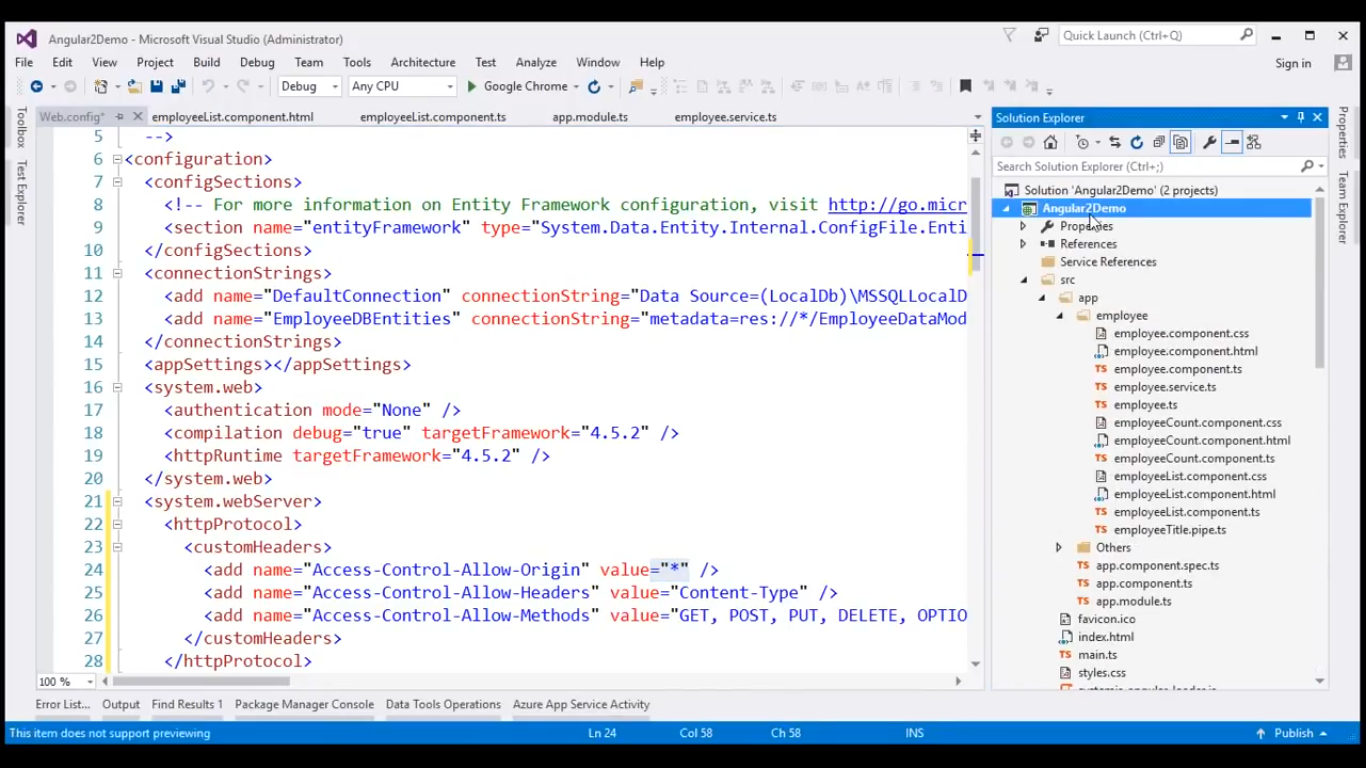 Angular2Demo - Microsoft Visual Studio (Administrator)
Quick Launch (Ctrl+Q)
File Edit View Project Build Debug Team Tools Architecture Test Analyze Window Help
Sign in
Debug Any CPU Google Chrome
Web.config* employeeList.component.html employeeList.component.ts app.module.ts employee.service.ts
Toolbox
Test Explorer
5 -->
6 <configuration>
7 <configSections>
8 <!-- For more information on Entity Framework configuration, visit http://go.micr
9 <section name="entityFramework" type="System.Data.Entity.Internal.ConfigFile.Enti
10 </configSections>
11 <connectionStrings>
12 <add name="DefaultConnection" connectionString="Data Source=(LocalDb)\MSSQLLocalD
13 <add name="EmployeeDBEntities" connectionString="metadata=res://*/EmployeeDataMod
14 </connectionStrings>
15 <appSettings></appSettings>
16 <system.web>
17 <authentication mode="None" />
18 <compilation debug="true" targetFramework="4.5.2" />
19 <httpRuntime targetFramework="4.5.2" />
20 </system.web>
21 <system.webServer>
22 <httpProtocol>
23 <customHeaders>
24 <add name="Access-Control-Allow-Origin" value="*" />
25 <add name="Access-Control-Allow-Headers" value="Content-Type" />
26 <add name="Access-Control-Allow-Methods" value="GET, POST, PUT, DELETE, OPTIO
27 </customHeaders>
28 </httpProtocol>
100 %
Solution Explorer
Search Solution Explorer (Ctrl+;)
Solution 'Angular2Demo' (2 projects)
Angular2Demo
Properties
References
Service References
src
app
employee
employee.component.css
employee.component.html
employee.component.ts
employee.service.ts
employee.ts
employeeCount.component.css
employeeCount.component.html
employeeCount.component.ts
employeeList.component.css
employeeList.component.html
employeeList.component.ts
employeeTitle.pipe.ts
Others
app.component.spec.ts
app.component.ts
app.module.ts
favicon.ico
index.html
main.ts
styles.css
Properties
Team Explorer
Error List... Output Find Results 1 Package Manager Console Data Tools Operations Azure App Service Activity
This item does not support previewing Ln 24 Col 58 Ch 58 INS Publish